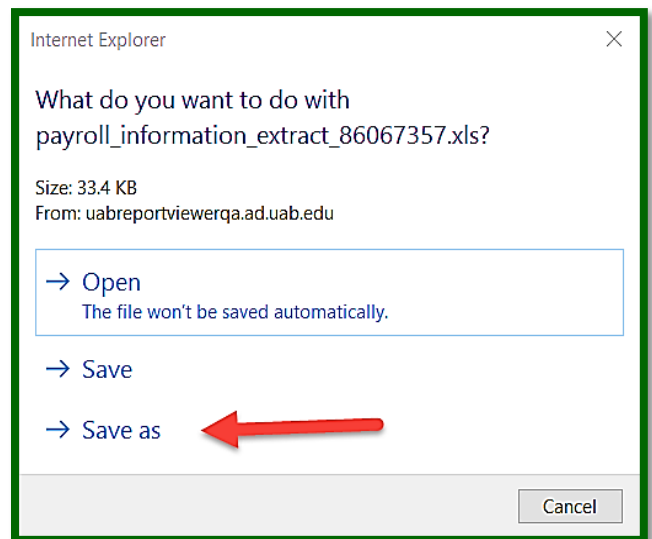 Internet Explorer
What do you want to do with
payroll_information_extract_86067357.xls?
Size: 33.4 KB
From: uabreportviewerqa.ad.uab.edu
Open
The file won't be saved automatically.
Save
Save as
Cancel